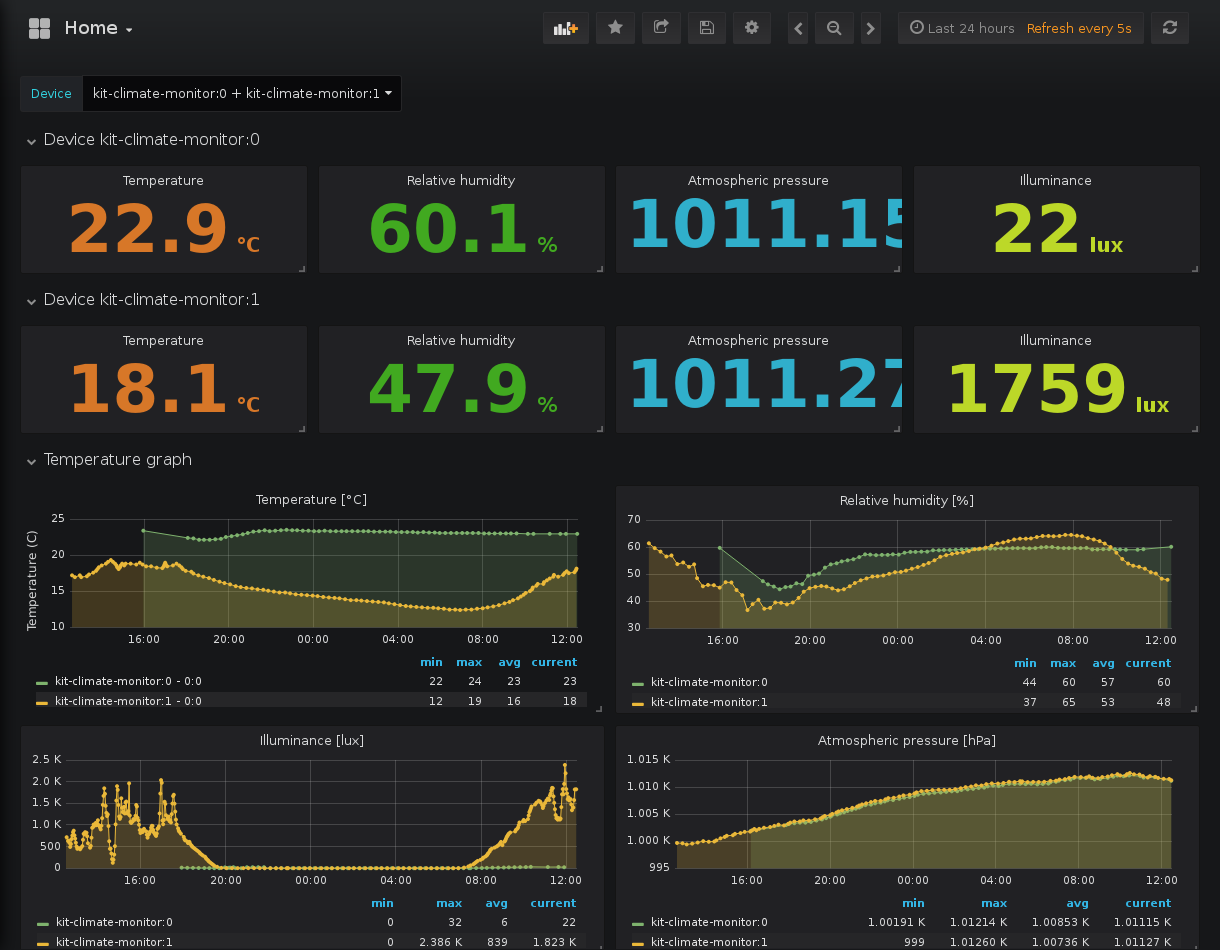 Home
Last 24 hours Refresh every 5s
Device kit-climate-monitor:0 + kit-climate-monitor:1
Device kit-climate-monitor:0
Temperature Relative humidity Atmospheric pressure Illuminance
22.9 °C 60.1 % 1011.15 22 lux
Device kit-climate-monitor:1
Temperature Relative humidity Atmospheric pressure Illuminance
18.1 °C 47.9 % 1011.27 1759 lux
Temperature graph
Temperature [°C]
Temperature (C)
25
20
15
10
16:00 20:00 00:00 04:00 08:00 12:00
min max avg current
kit-climate-monitor:0 - 0:0 22 24 23 23
kit-climate-monitor:1 - 0:0 12 19 16 18
Relative humidity [%]
70
60
50
40
30
16:00 20:00 00:00 04:00 08:00 12:00
min max avg current
kit-climate-monitor:0 44 60 57 60
kit-climate-monitor:1 37 65 53 48
Illuminance [lux]
2.5 K
2.0 K
1.5 K
1.0 K
500
0
16:00 20:00 00:00 04:00 08:00 12:00
min max avg current
kit-climate-monitor:0 0 32 6 22
kit-climate-monitor:1 0 2.386 K 839 1.823 K
Atmospheric pressure [hPa]
1.015 K
1.010 K
1.005 K
1.000 K
995
16:00 20:00 00:00 04:00 08:00 12:00
min max avg current
kit-climate-monitor:0 1.00191 K 1.01214 K 1.00853 K 1.01115 K
kit-climate-monitor:1 999 1.01260 K 1.00736 K 1.01127 K